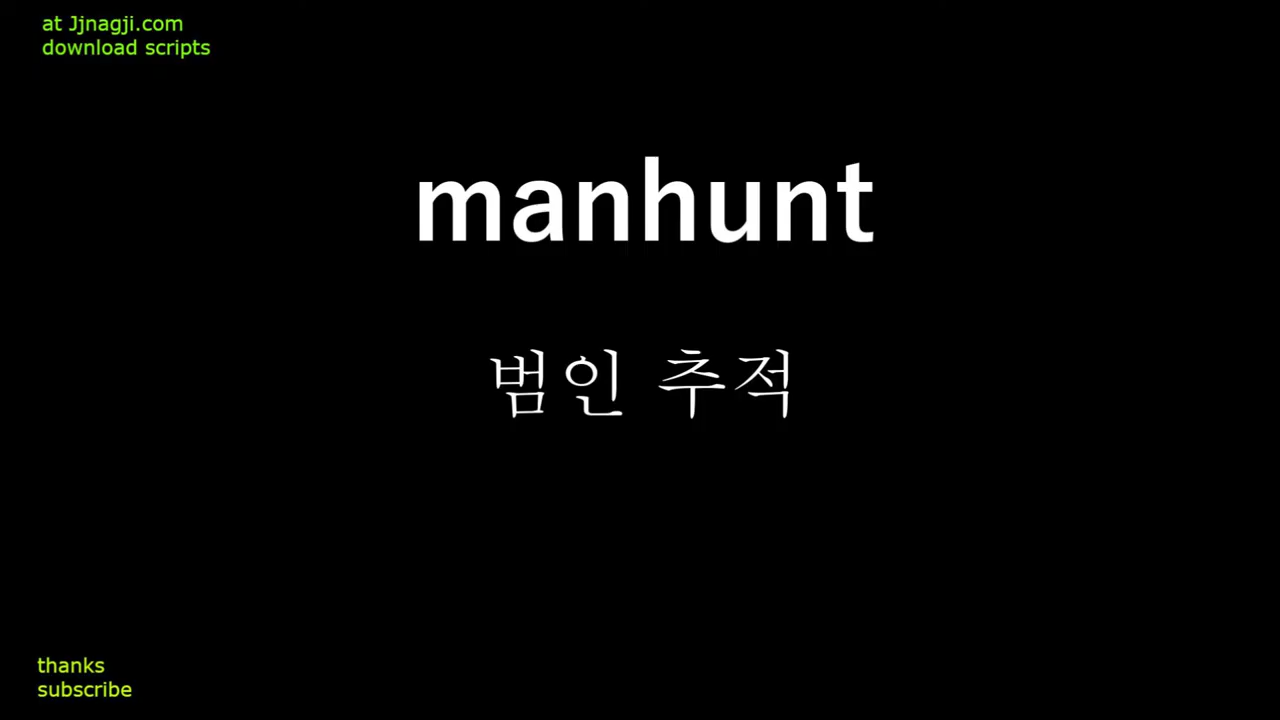 at Jjnagji.com
download scripts
manhunt
범인 추적
thanks
subscribe